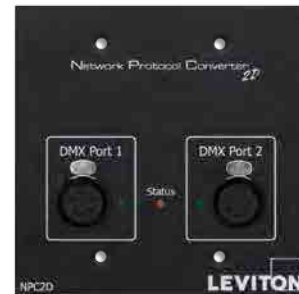 Network Protocol Converter
2D
DMX Port 1
DMX Port 2
Status
NPC2D
LEVITON